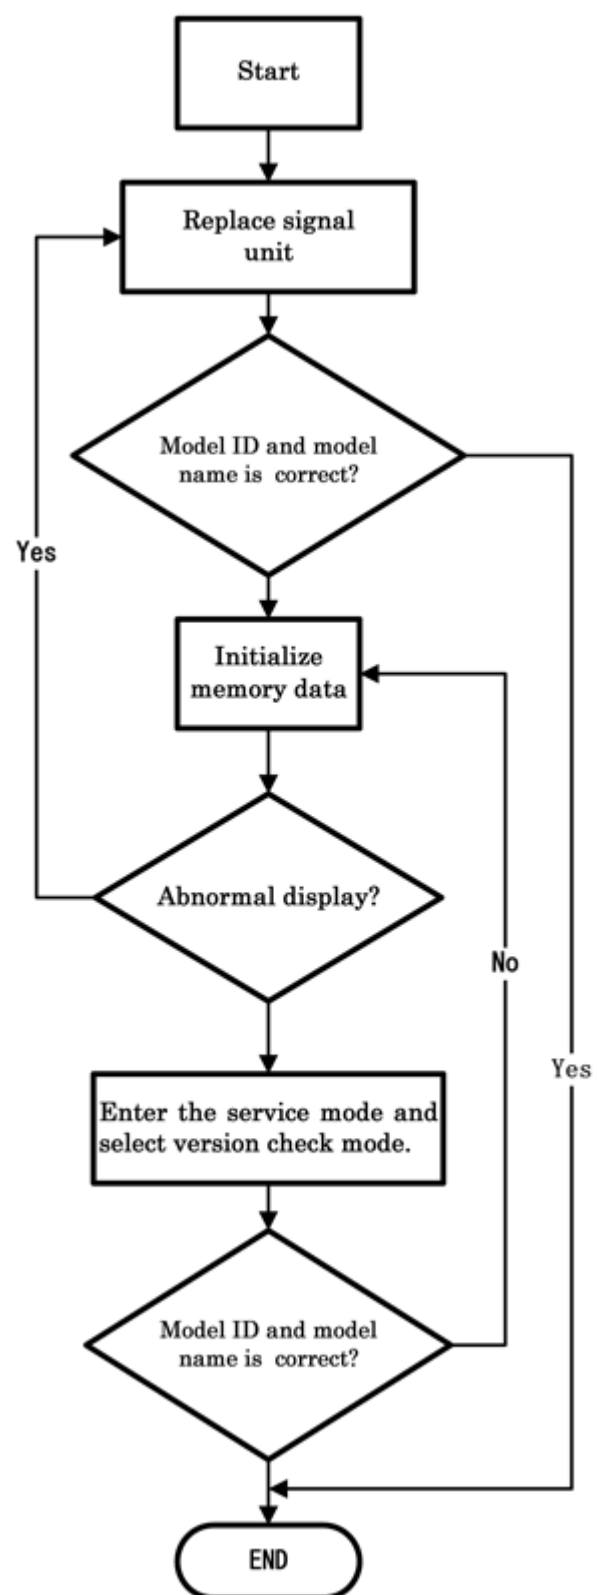 Start
Replace signal
unit
Model ID and model
name is correct?
Yes
Initialize
memory data
Abnormal display?
No
Yes
Enter the service mode and
select version check mode.
Model ID and model
name is correct?
END